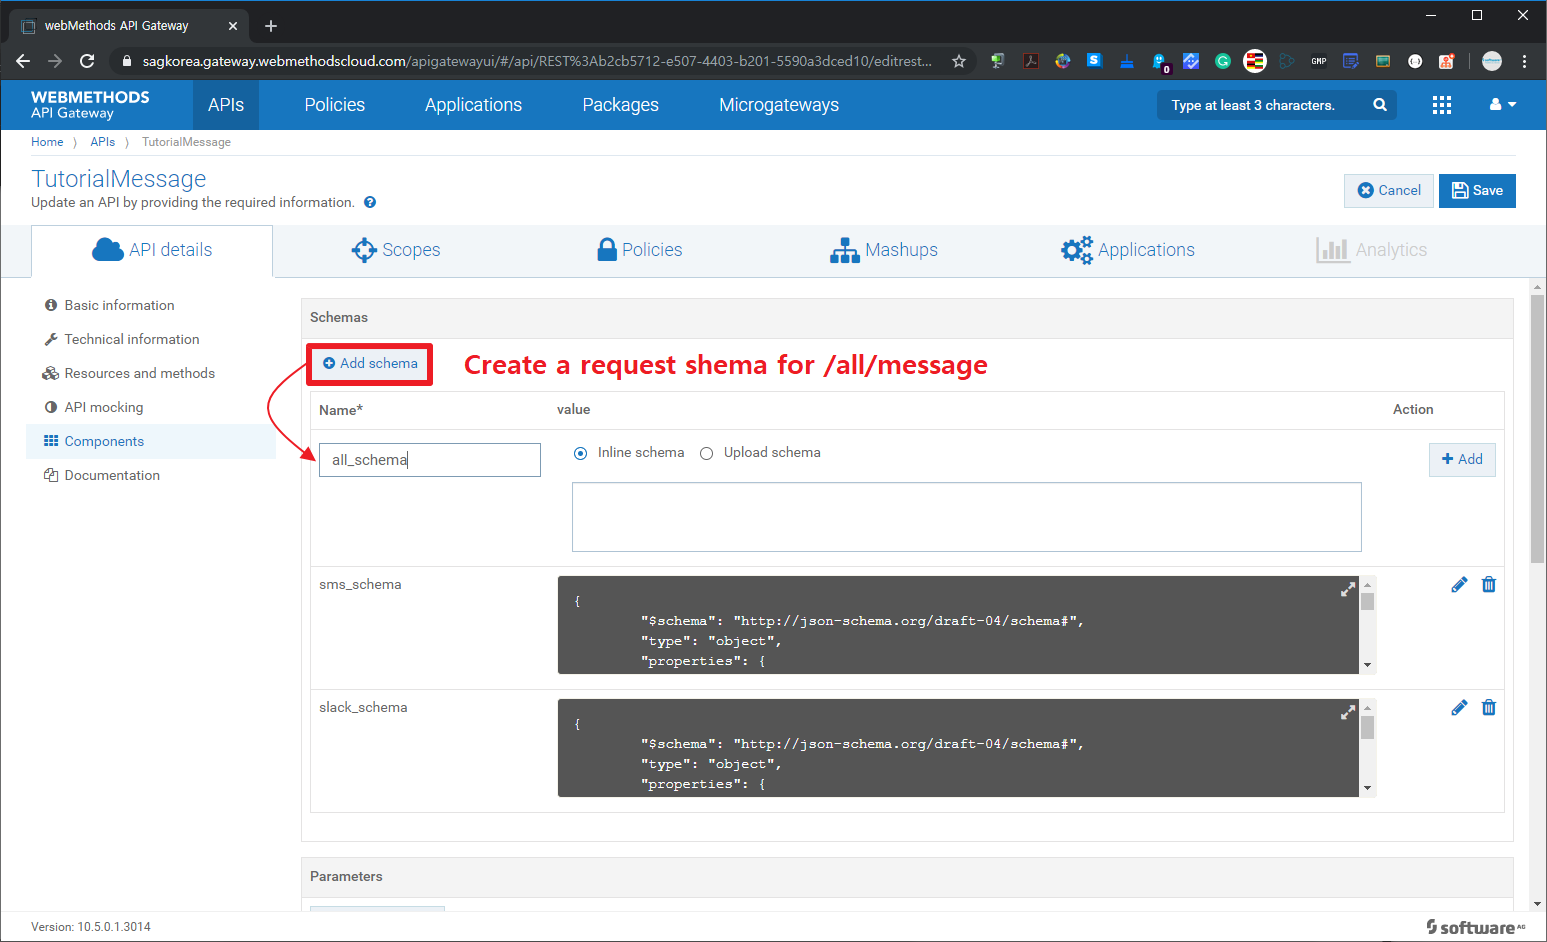 webMethods API Gateway
sagkorea.gateway.webmethodscloud.com/apigatewayui/#/api/REST%3Ab2cb5712-e507-4403-b201-5590a3dced10/editrest...
S
0
G
GMP
WEBMETHODS
API Gateway
APIs
Policies
Applications
Packages
Microgateways
Type at least 3 characters.
Home
APIs
TutorialMessage
TutorialMessage
Update an API by providing the required information.
Cancel
Save
API details
Scopes
Policies
Mashups
Applications
Analytics
Basic information
Technical information
Resources and methods
API mocking
Components
Documentation
Schemas
Add schema
Create a request shema for /all/message
Name*
value
Action
all_schema
Inline schema
Upload schema
Add
sms_schema
{
"$schema": "http://json-schema.org/draft-04/schema#",
"type": "object",
"properties": {
slack_schema
{
"$schema": "http://json-schema.org/draft-04/schema#",
"type": "object",
"properties": {
Parameters
Version: 10.5.0.1.3014
software AG